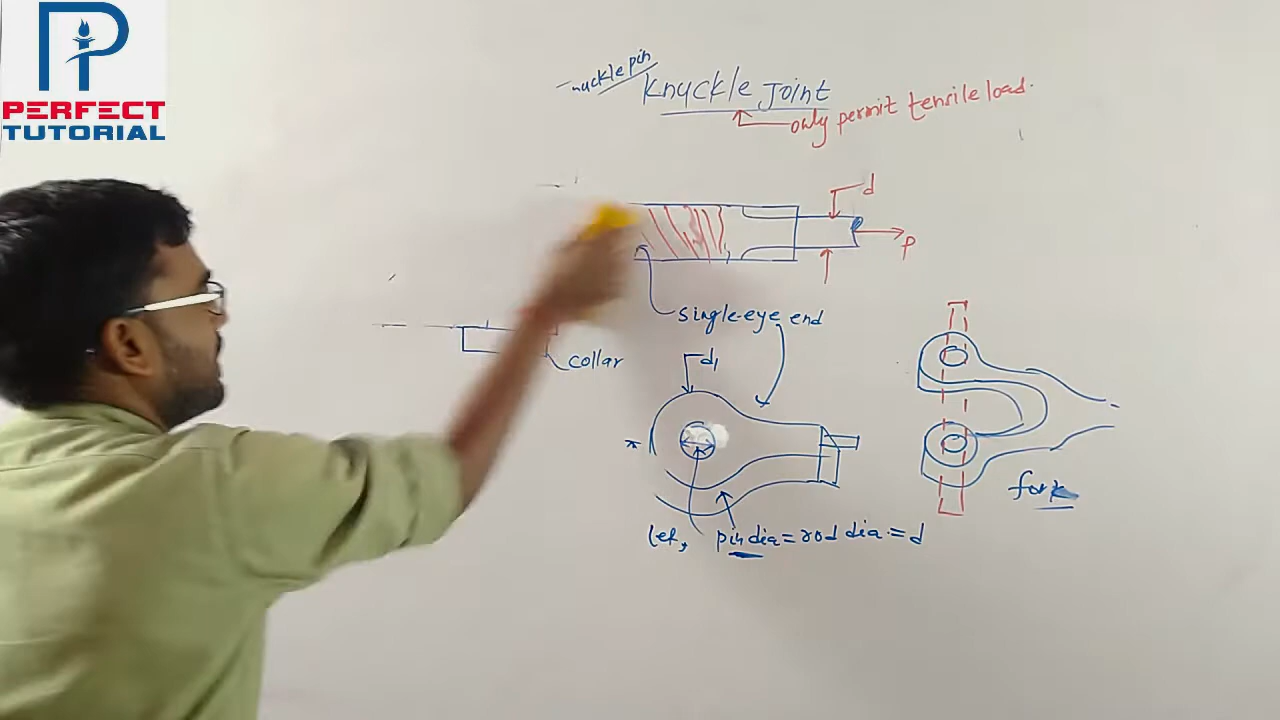 PERFECT
TUTORIAL
nuckle pin
Knuckle Joint
only permit tensile load.
d
P
single-eye end
collar
d1
fork
let, pin dia = rod dia. = d